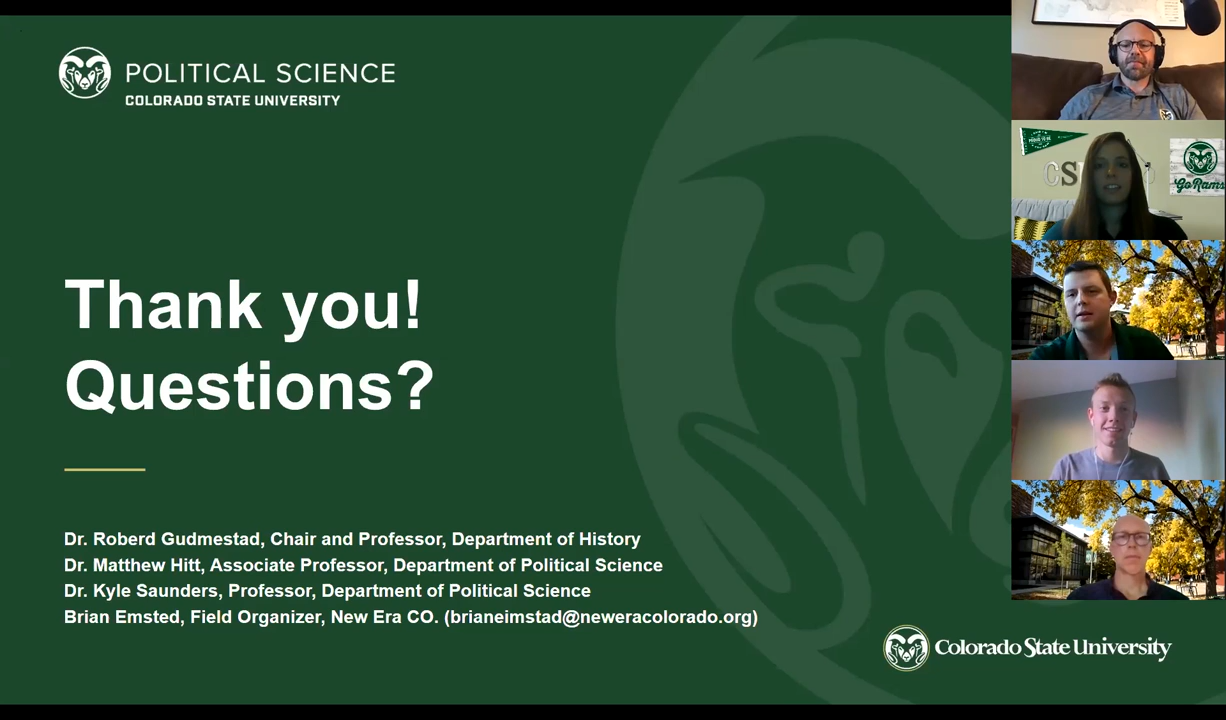 POLITICAL SCIENCE
COLORADO STATE UNIVERSITY
Thank you!
Questions?
Dr. Roberd Gudmestad, Chair and Professor, Department of History
Dr. Matthew Hitt, Associate Professor, Department of Political Science
Dr. Kyle Saunders, Professor, Department of Political Science
Brian Emsted, Field Organizer, New Era CO. (brianeimstad@neweracolorado.org)
Colorado State University
CS
Go Rams